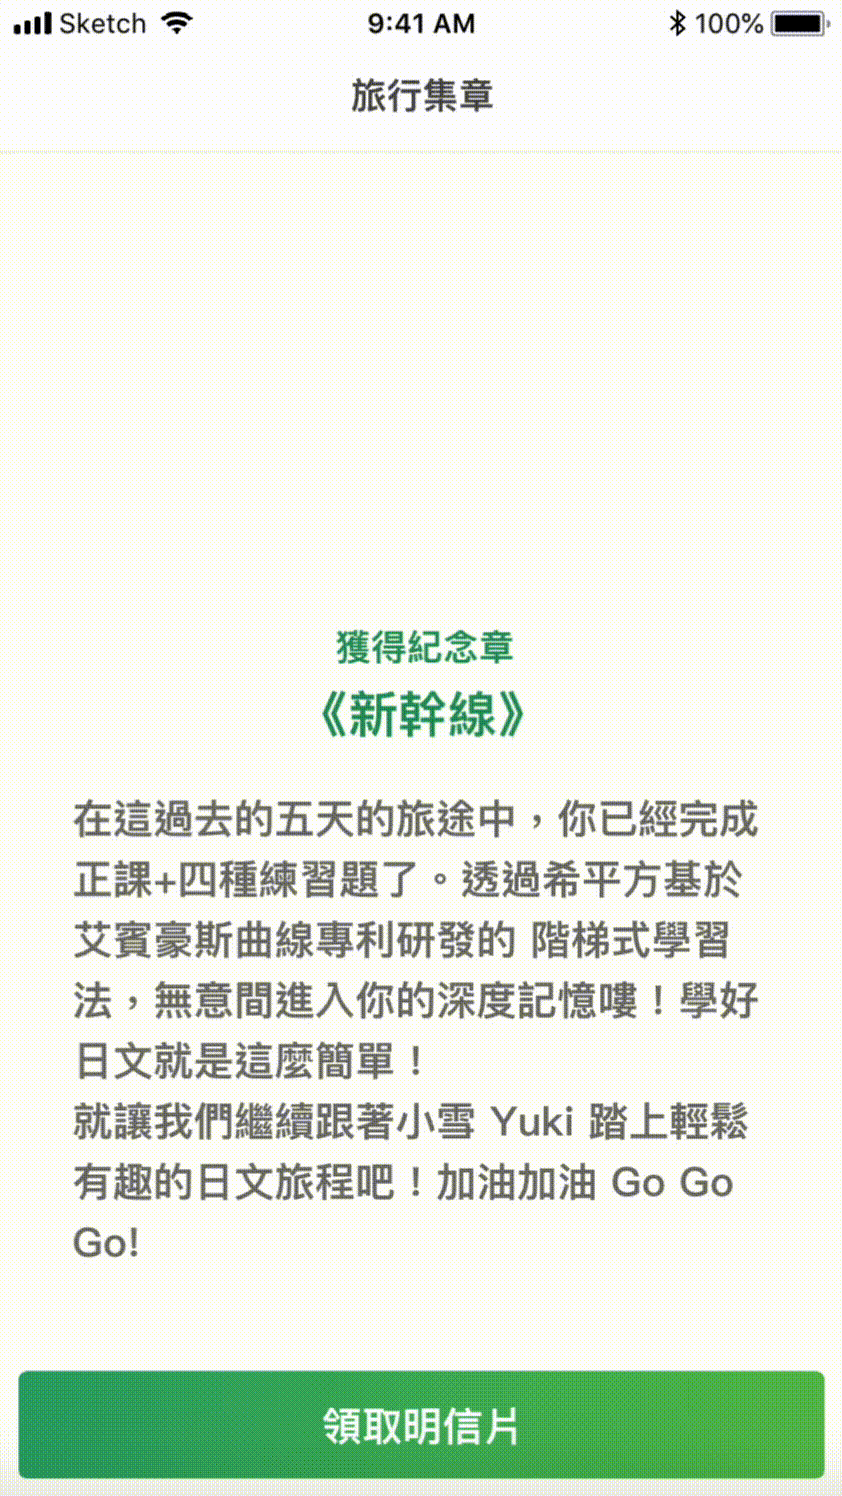 Sketch 9:41 AM 100%
旅行集章
獲得紀念章
《新幹線》
在這過去的五天的旅途中，你已經完成
正課+四種練習題了。透過希平方基於
艾賓豪斯曲線專利研發的 階梯式學習
法，無意間進入你的深度記憶嘍！學好
日文就是這麼簡單！
就讓我們繼續跟著小雪 Yuki 踏上輕鬆
有趣的日文旅程吧！加油加油 Go Go
Go!
領取明信片